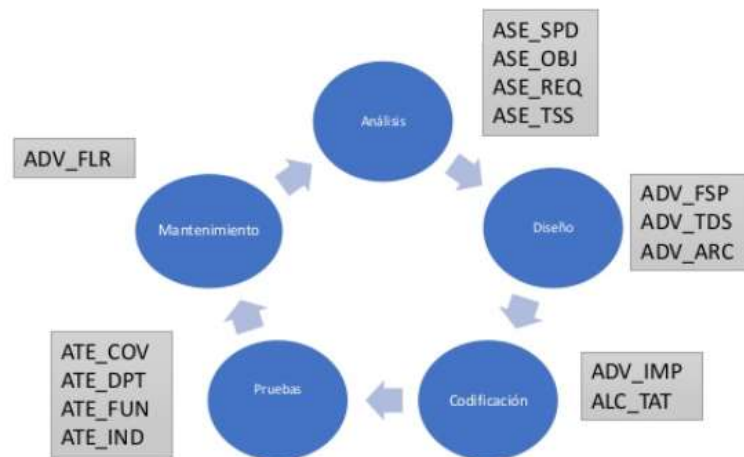 ASE_SPD
ASE_OBJ
ASE_REQ
ASE_TSS
Análisis
ADV_FLR
Mantenimiento
Diseño
ADV_FSP
ADV_TDS
ADV_ARC
ATE_COV
ATE_DPT
ATE_FUN
ATE_IND
Pruebas
Codificación
ADV_IMP
ALC_TAT